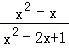 x² − x
x² − 2x+1